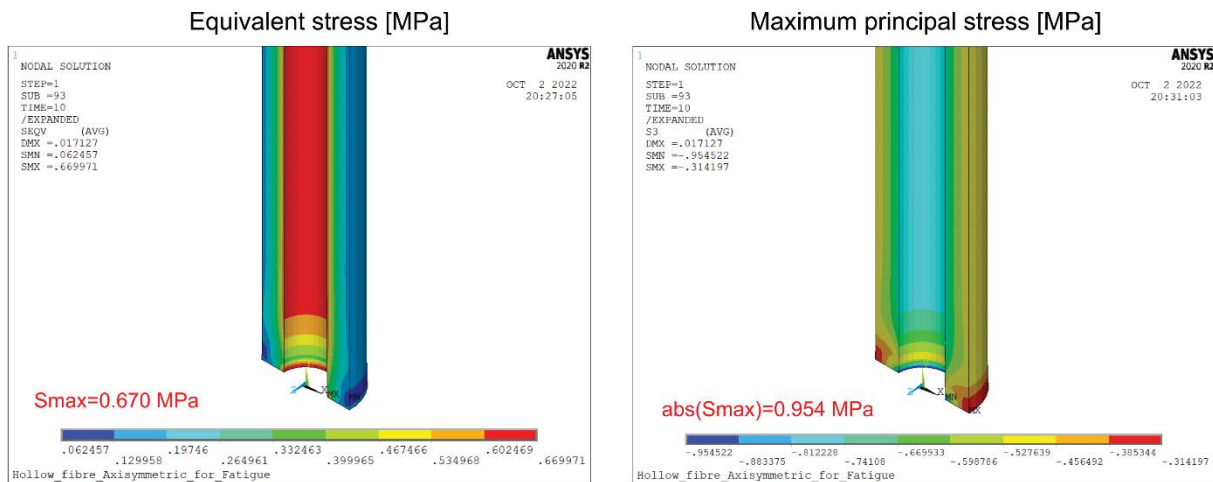 Equivalent stress [MPa]
1
NODAL SOLUTION
STEP=1
SUB =93
TIME=10
/EXPANDED
SEQV (AVG)
DMX =.017127
SMN =.062457
SMX =.669971
ANSYS
2020 R2
OCT 2 2022
20:27:05
Z X MX MN
Smax=0.670 MPa
.062457 .19746 .332463 .467466 .602469
.129958 .264961 .399965 .534968 .669971
Hollow_fibre_Axisymmetric_for_Fatigue
Maximum principal stress [MPa]
1
NODAL SOLUTION
STEP=1
SUB =93
TIME=10
/EXPANDED
S3 (AVG)
DMX =.017127
SMN =-.954522
SMX =-.314197
ANSYS
2020 R2
OCT 2 2022
20:31:03
Z X MN
MX
abs(Smax)=0.954 MPa
-.954522 -.812228 -.669933 -.527639 -.385344
-.883375 -.74108 -.598786 -.456492 -.314197
Hollow_fibre_Axisymmetric_for_Fatigue